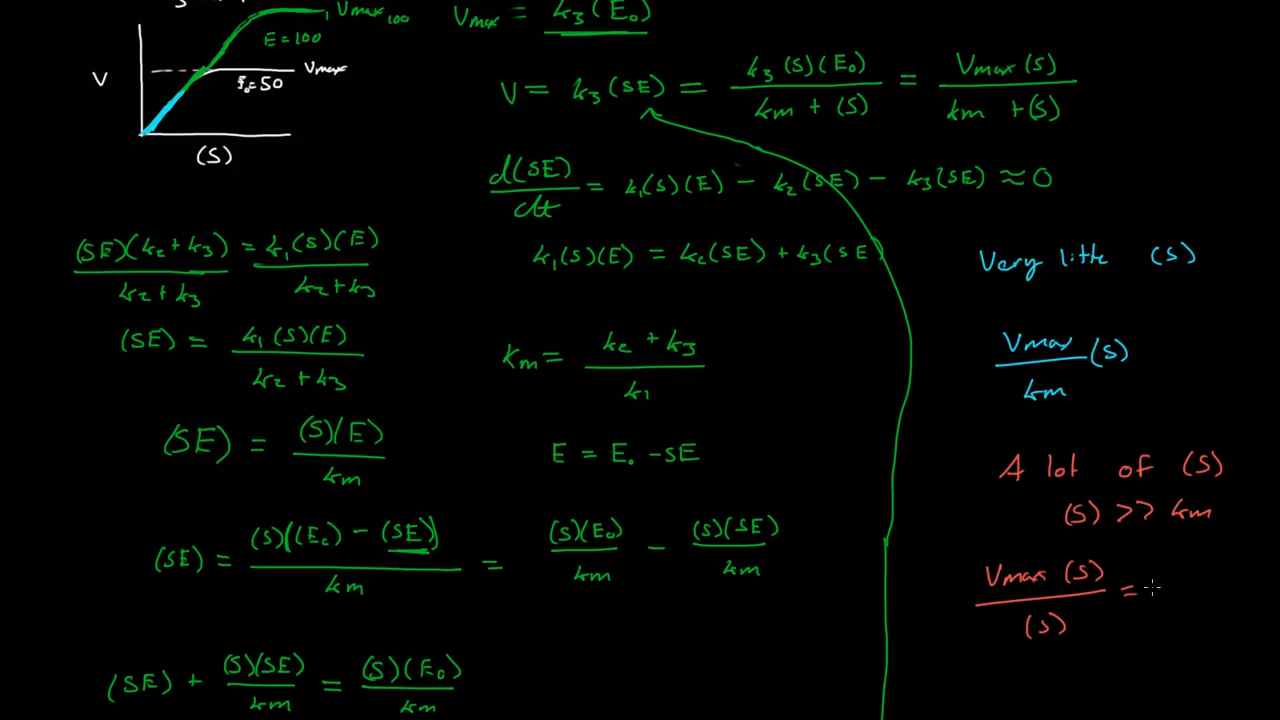 Vmax₁₀₀
Vmax = k₃(E₀)
E=100
V
Vmax
E₀=50
(S)
V = k₃(SE) = k₃(S)(E₀) / km + (S) = Vmax(S) / km + (S)
d(SE) / dt = k₁(S)(E) - k₂(SE) - k₃(SE) ≈ 0
(SE)(k₂+k₃) / k₂+k₃ = k₁(S)(E) / k₂+k₃
k₁(S)(E) = k₂(SE) + k₃(SE)
Very little (S)
(SE) = k₁(S)(E) / k₂+k₃
km = k₂ + k₃ / k₁
Vmax / km (S)
(SE) = (S)(E) / km
E = E₀ - SE
A lot of (S)
(S) >> km
(SE) = (S)((E₀) - (SE)) / km = (S)(E₀) / km - (S)(SE) / km
Vmax (S) / (S) =
(SE) + (S)(SE) / km = (S)(E₀) / km